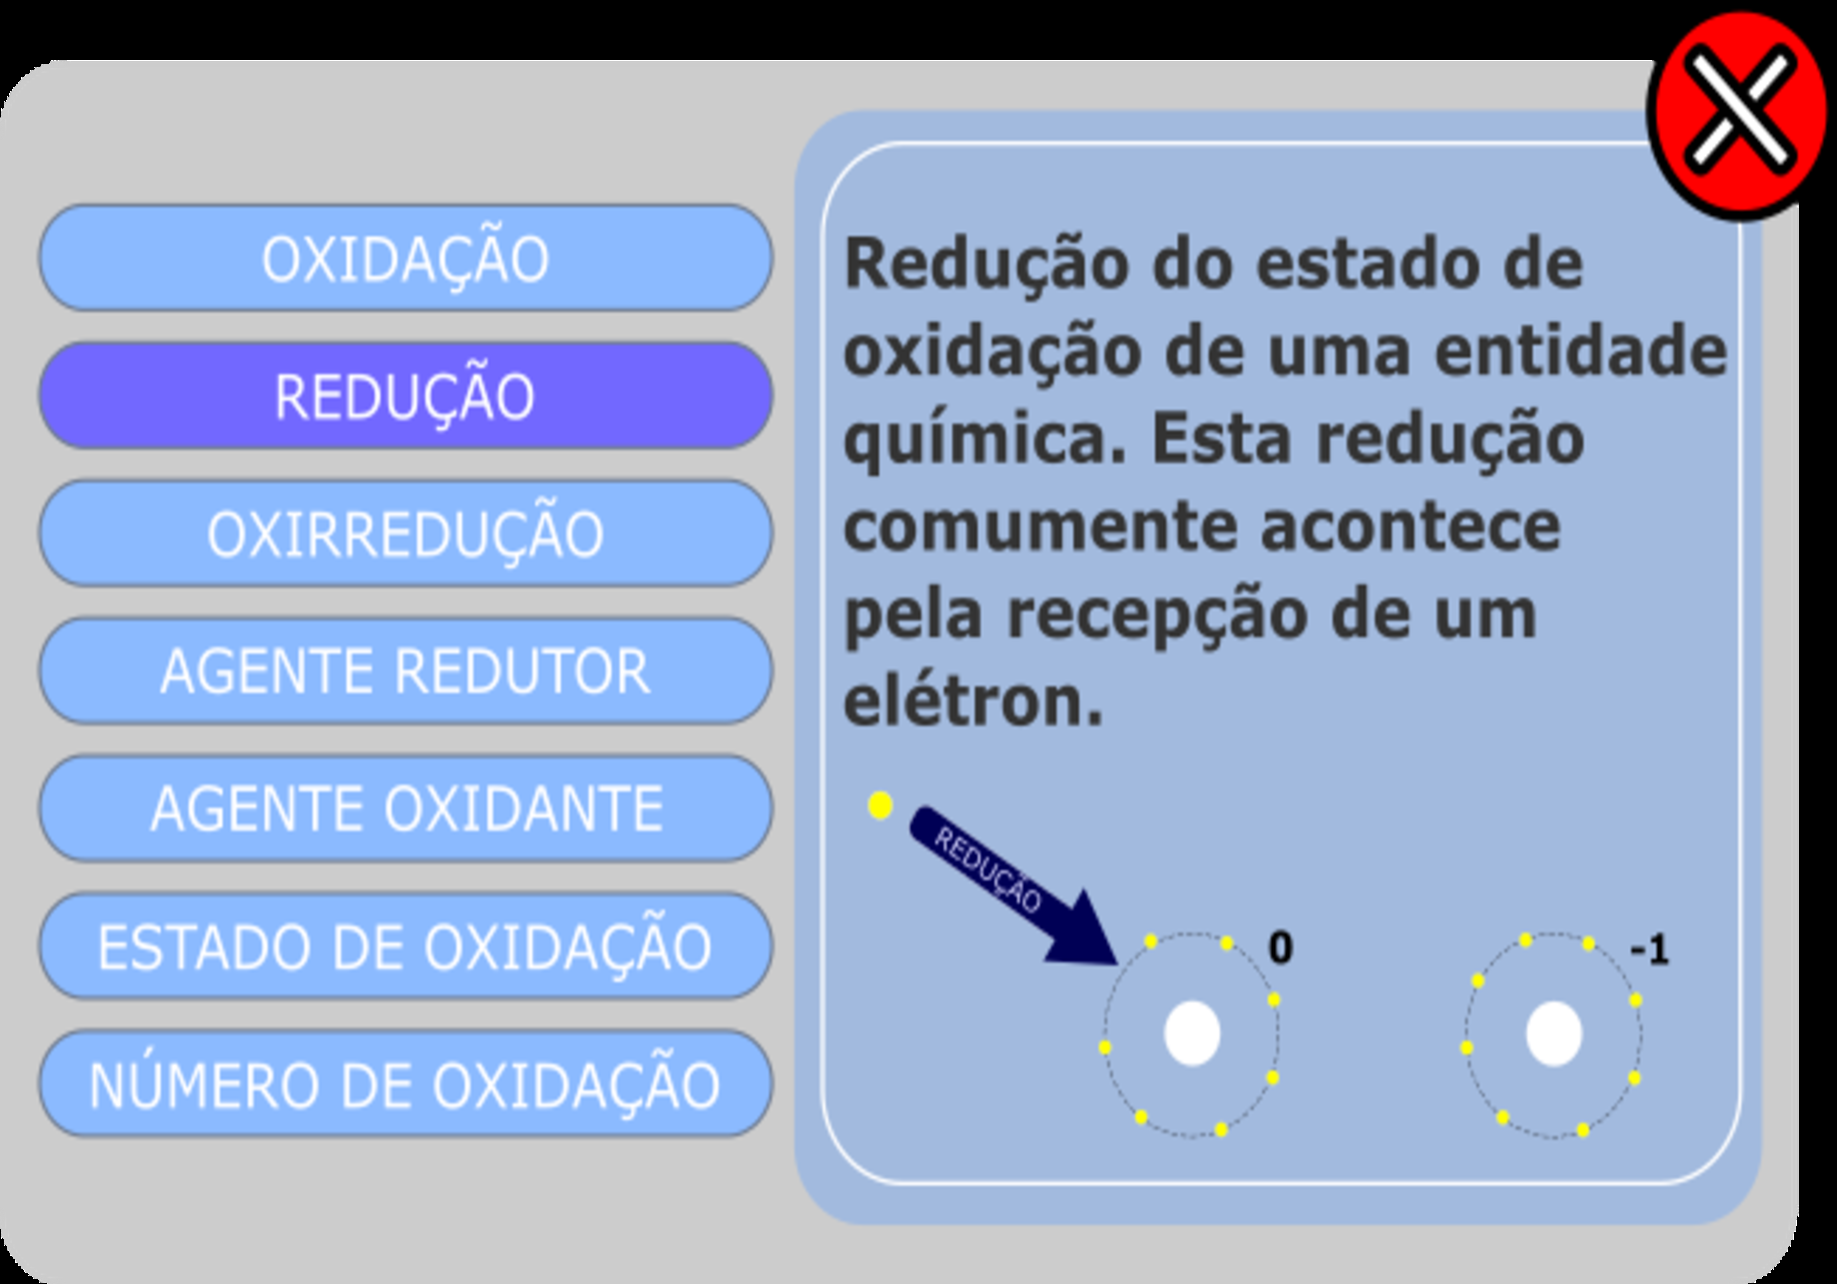 OXIDAÇÃO
REDUÇÃO
OXIRREDUÇÃO
AGENTE REDUTOR
AGENTE OXIDANTE
ESTADO DE OXIDAÇÃO
NÚMERO DE OXIDAÇÃO
Redução do estado de
oxidação de uma entidade
química. Esta redução
comumente acontece
pela recepção de um
elétron.
REDUÇÃO
0
-1